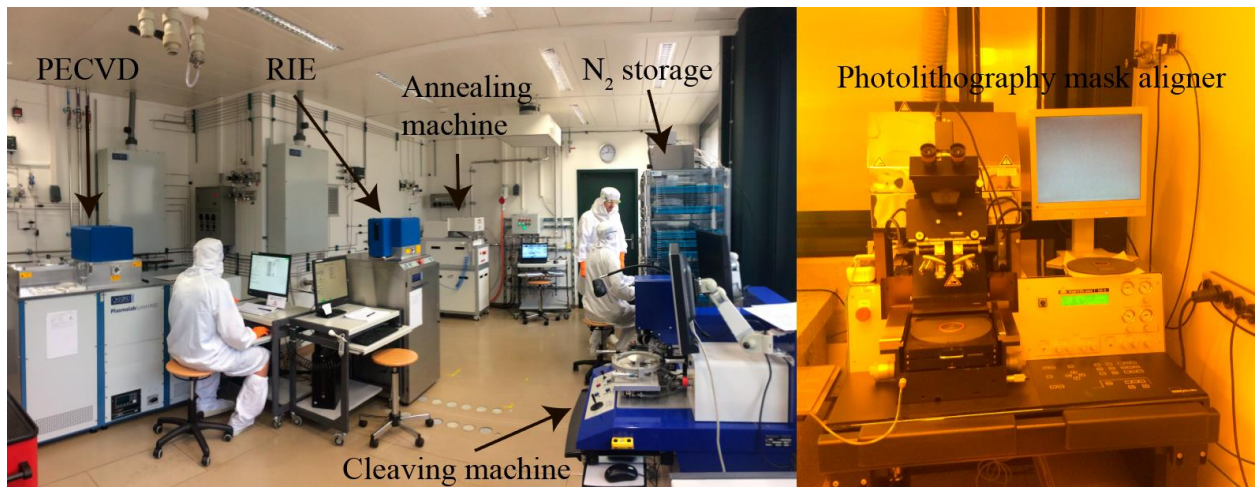 PECVD
RIE
Annealing
machine
N₂ storage
Photolithography mask aligner
Plasmalab
Cleaving machine